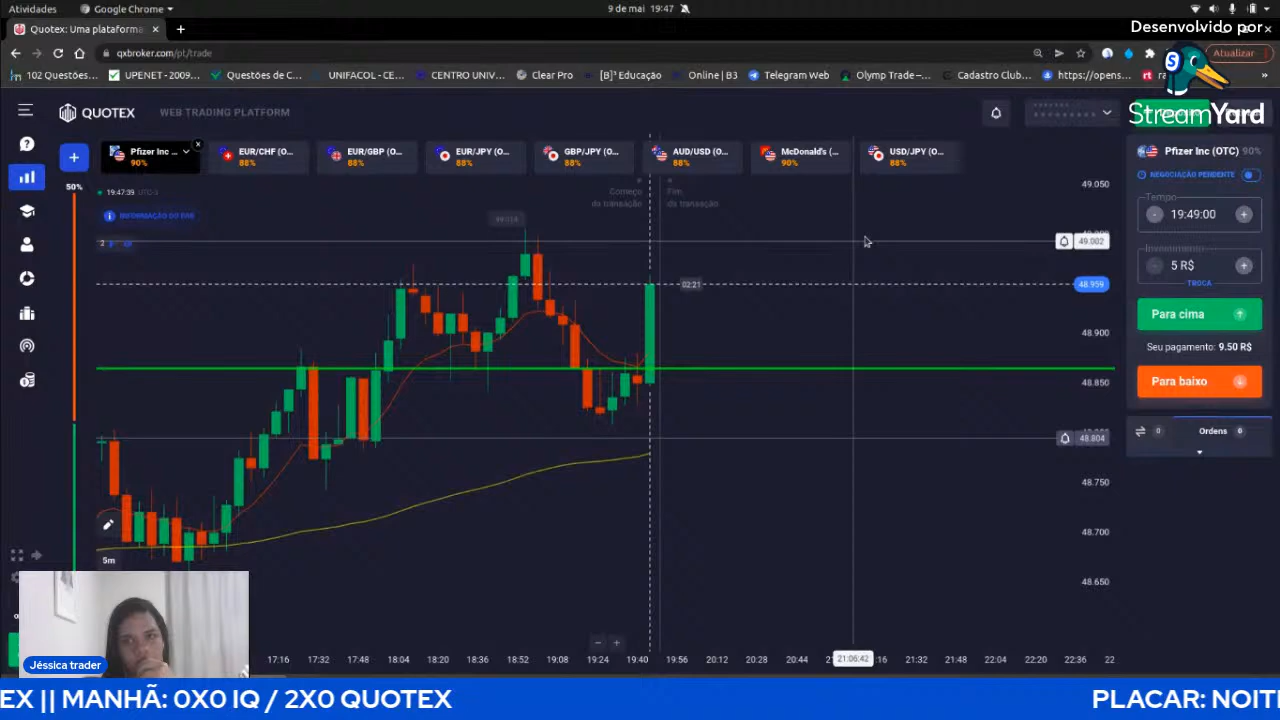 Atividades
Google Chrome
9 de mai 19:47
Quotex: Uma plataforma
Desenvolvido por
qxbroker.com/pt/trade
Atualizar
102 Questões...
UPENET - 2009...
Questões de C...
UNIFACOL - CE...
CENTRO UNIV...
Clear Pro
[B]³ Educação
Online | B3
Telegram Web
Olymp Trade –...
Cadastro Club...
https://opens...
StreamYard
QUOTEX
WEB TRADING PLATFORM
Pfizer Inc ...
90%
EUR/CHF (O...
88%
EUR/GBP (O...
88%
EUR/JPY (O...
88%
GBP/JPY (O...
88%
AUD/USD (O...
88%
McDonald's (...
90%
USD/JPY (O...
88%
Pfizer Inc (OTC) 90%
NEGOCIAÇÃO PENDENTE
50%
19:47:39 UTC-3
Começo
da transação
Fim
da transação
49.050
Tempo
19:49:00
49.002
Investimento
5 R$
TROCA
02:21
48.959
Para cima
48.900
Seu pagamento: 9.50 R$
48.850
Para baixo
48.804
Ordens
48.750
48.700
48.650
5m
17:16
17:32
17:48
18:04
18:20
18:36
18:52
19:08
19:24
19:40
19:56
20:12
20:28
20:44
21:06:42
21:32
21:48
22:04
22:20
22:36
22
Jéssica trader
EX || MANHÃ: 0X0 IQ / 2X0 QUOTEX
PLACAR: NOIT